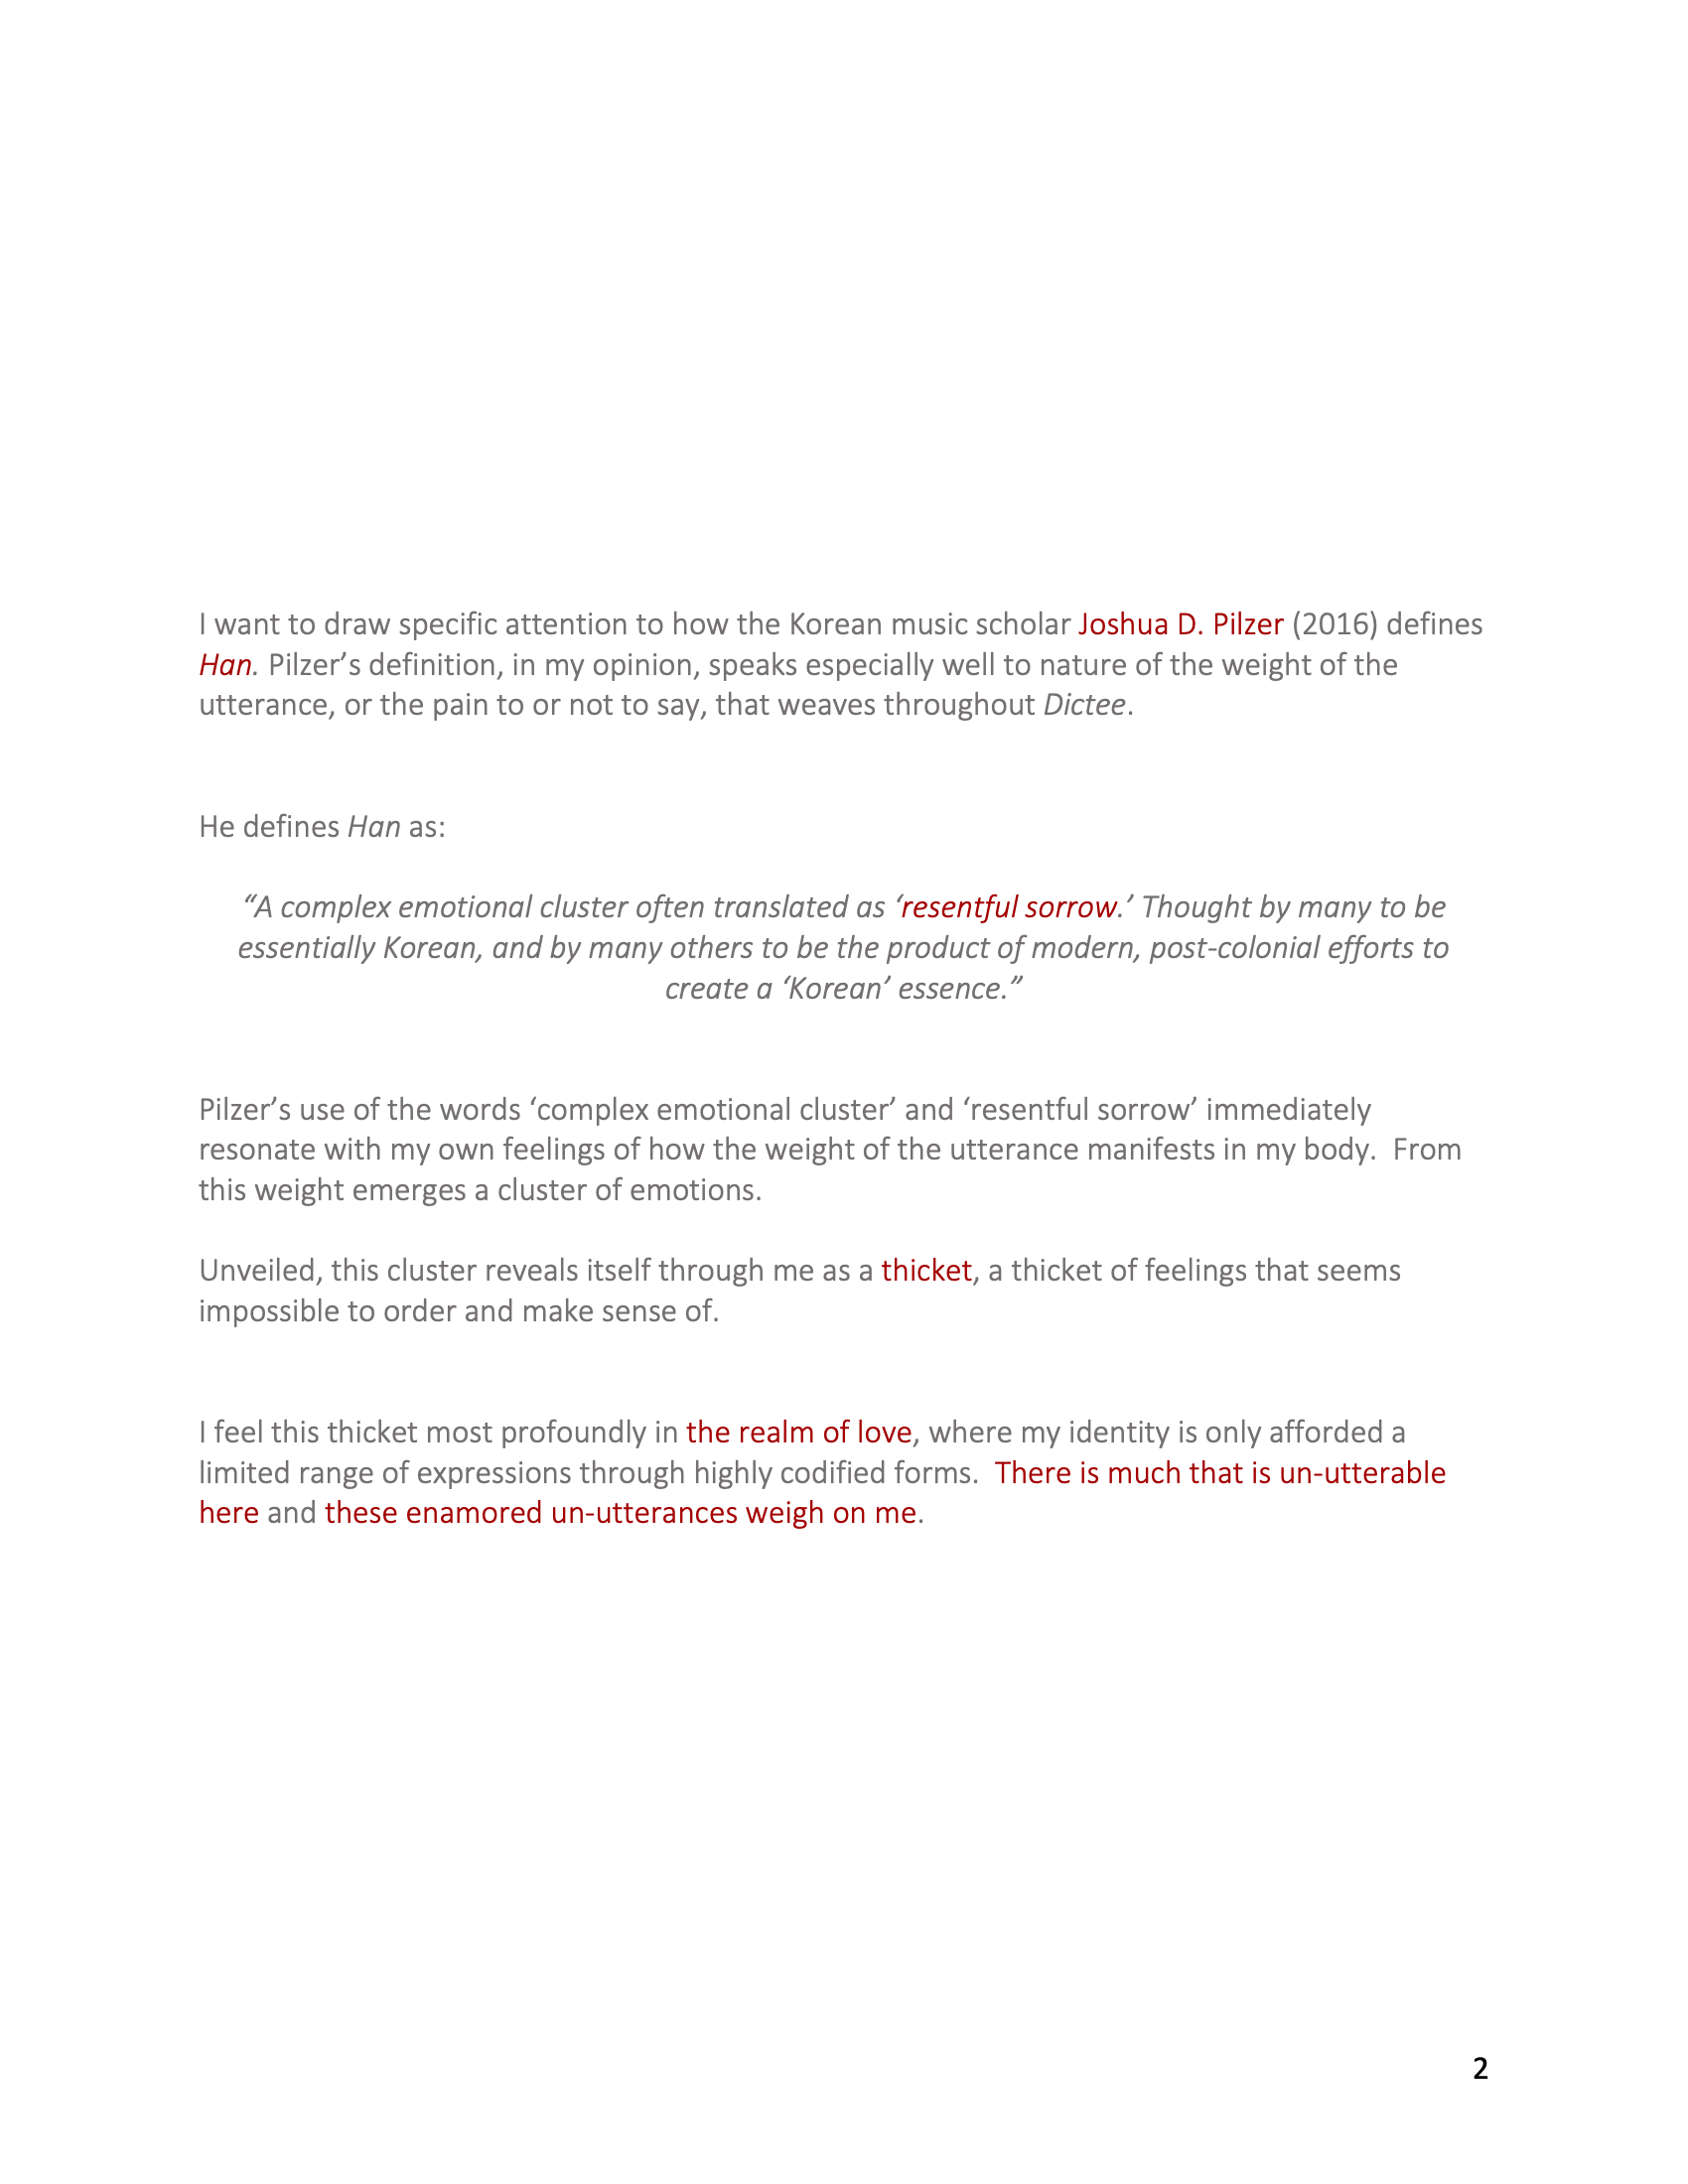 I want to draw specific attention to how the Korean music scholar Joshua D. Pilzer (2016) defines
Han. Pilzer’s definition, in my opinion, speaks especially well to nature of the weight of the
utterance, or the pain to or not to say, that weaves throughout Dictee.
He defines Han as:
“A complex emotional cluster often translated as ‘resentful sorrow.’ Thought by many to be
essentially Korean, and by many others to be the product of modern, post-colonial efforts to
create a ‘Korean’ essence.”
Pilzer’s use of the words ‘complex emotional cluster’ and ‘resentful sorrow’ immediately
resonate with my own feelings of how the weight of the utterance manifests in my body.  From
this weight emerges a cluster of emotions.
Unveiled, this cluster reveals itself through me as a thicket, a thicket of feelings that seems
impossible to order and make sense of.
I feel this thicket most profoundly in the realm of love, where my identity is only afforded a
limited range of expressions through highly codified forms.  There is much that is un-utterable
here and these enamored un-utterances weigh on me.
2